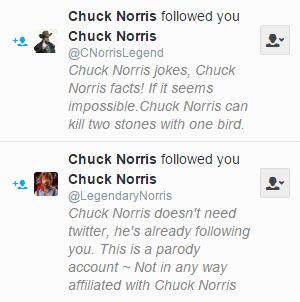 Chuck Norris followed you
Chuck Norris
@CNorrisLegend
Chuck Norris jokes, Chuck
Norris facts! If it seems
impossible.Chuck Norris can
kill two stones with one bird.
Chuck Norris followed you
Chuck Norris
@LegendaryNorris
Chuck Norris doesn't need
twitter, he's already following
you. This is a parody
account ~ Not in any way
affiliated with Chuck Norris